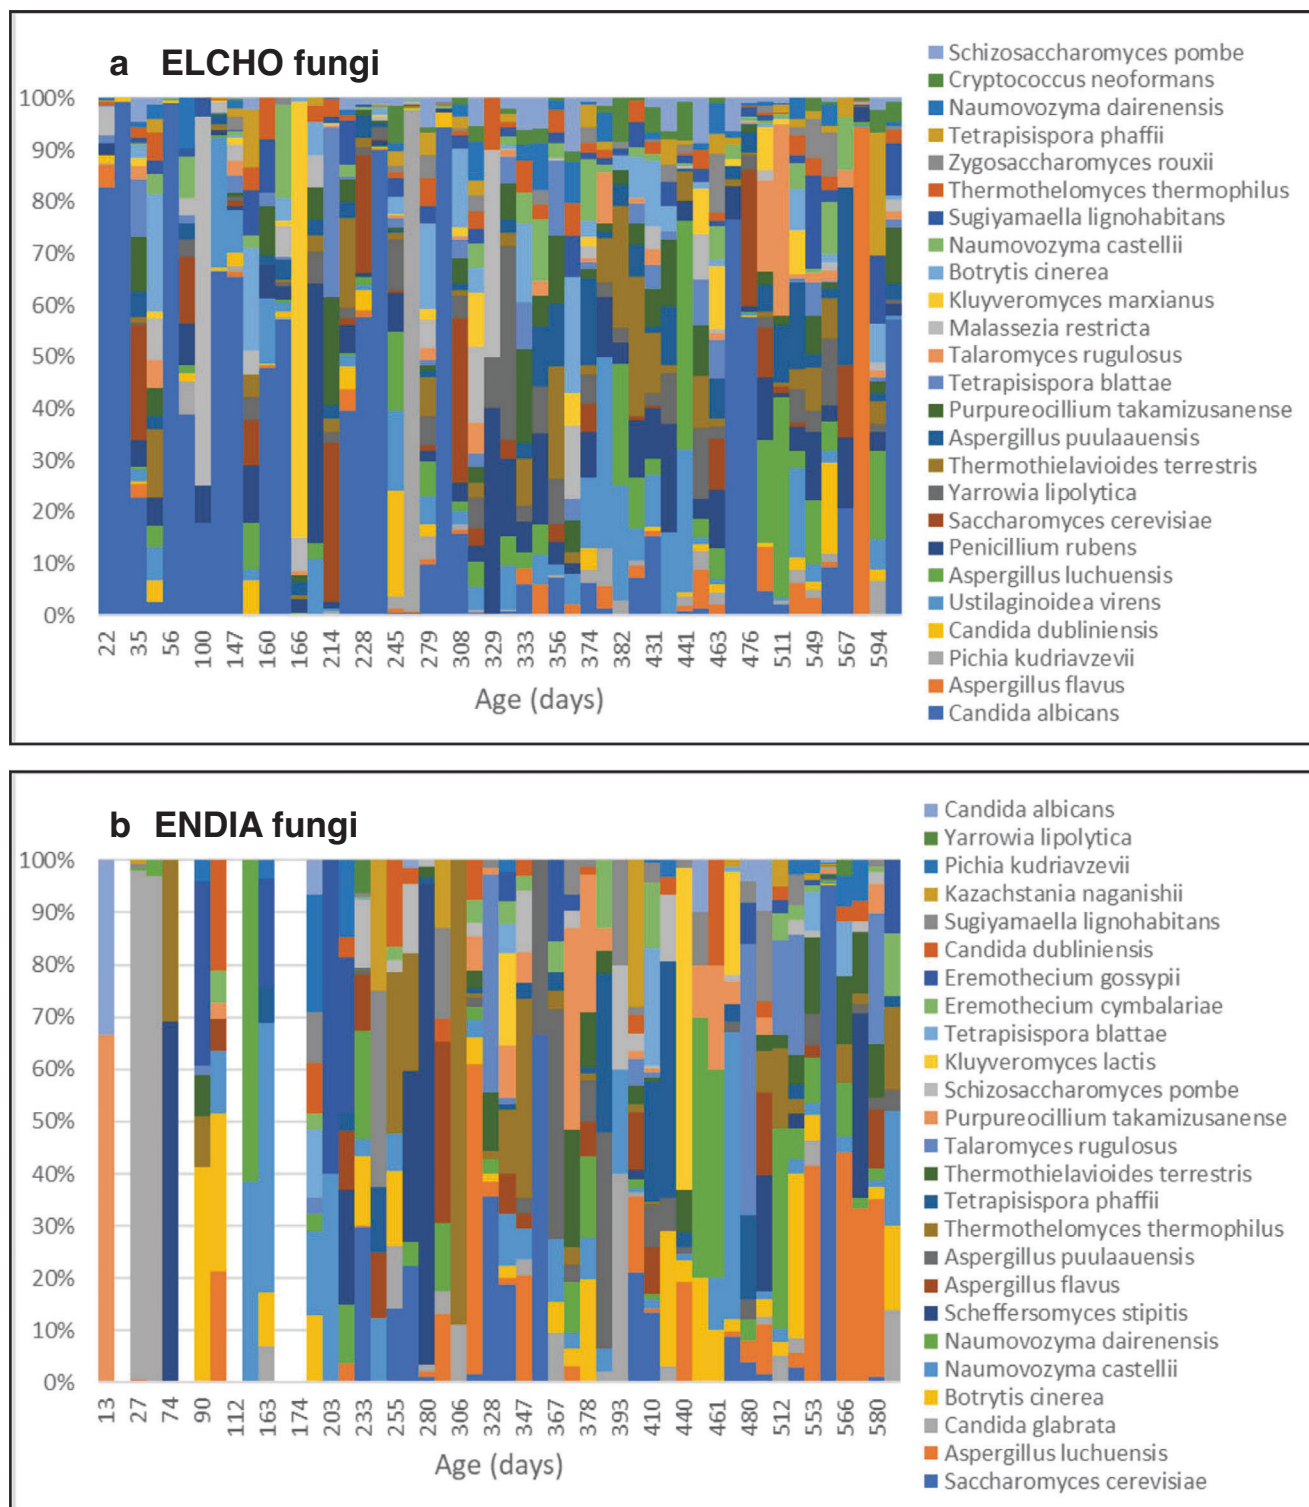 a ELCHO fungi
100%
90%
80%
70%
60%
50%
40%
30%
20%
10%
0%
22
35
56
100
147
160
166
214
228
245
279
308
329
333
356
374
382
431
441
463
476
511
549
567
594
Age (days)
Schizosaccharomyces pombe
Cryptococcus neoformans
Naumovozyma dairenensis
Tetrapisispora phaffii
Zygosaccharomyces rouxii
Thermothelomyces thermophilus
Sugiyamaella lignohabitans
Naumovozyma castellii
Botrytis cinerea
Kluyveromyces marxianus
Malassezia restricta
Talaromyces rugulosus
Tetrapisispora blattae
Purpureocillium takamizusanense
Aspergillus puulaauensis
Thermothielavioides terrestris
Yarrowia lipolytica
Saccharomyces cerevisiae
Penicillium rubens
Aspergillus luchuensis
Ustilaginoidea virens
Candida dubliniensis
Pichia kudriavzevii
Aspergillus flavus
Candida albicans
b ENDIA fungi
100%
90%
80%
70%
60%
50%
40%
30%
20%
10%
0%
13
27
74
90
112
163
174
203
235
255
280
306
328
347
367
378
393
410
440
461
480
512
553
566
580
Age (days)
Candida albicans
Yarrowia lipolytica
Pichia kudriavzevii
Kazachstania naganishii
Sugiyamaella lignohabitans
Candida dubliniensis
Eremothecium gossypii
Eremothecium cymbalariae
Tetrapisispora blattae
Kluyveromyces lactis
Schizosaccharomyces pombe
Purpureocillium takamizusanense
Talaromyces rugulosus
Thermothielavioides terrestris
Tetrapisispora phaffii
Thermothelomyces thermophilus
Aspergillus puulaauensis
Aspergillus flavus
Scheffersomyces stipitis
Naumovozyma dairenensis
Naumovozyma castellii
Botrytis cinerea
Candida glabrata
Aspergillus luchuensis
Saccharomyces cerevisiae